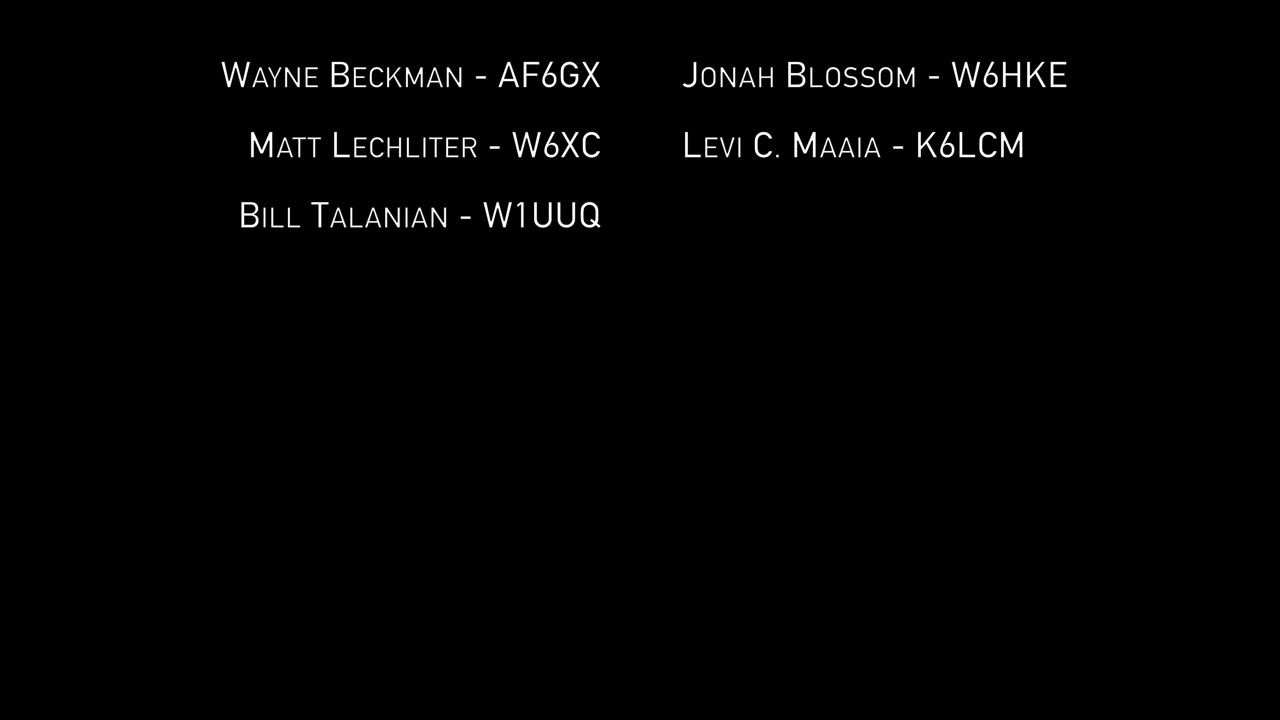 Wayne Beckman - AF6GX    Jonah Blossom - W6HKE
Matt Lechliter - W6XC    Levi C. Maaia - K6LCM
Bill Talanian - W1UUQ